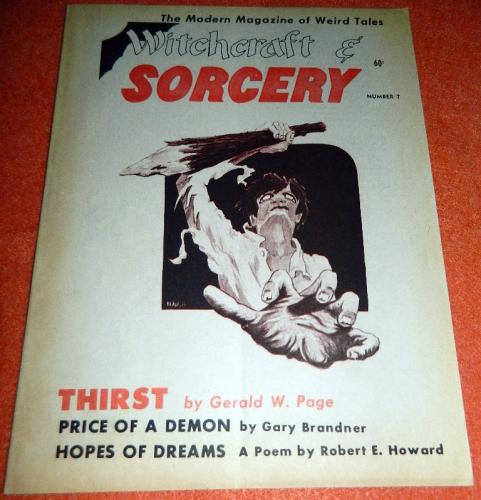 The Modern Magazine of Weird Tales
Witchcraft &
SORCERY
60¢
NUMBER 7
THIRST by Gerald W. Page
PRICE OF A DEMON by Gary Brandner
HOPES OF DREAMS A Poem by Robert E. Howard